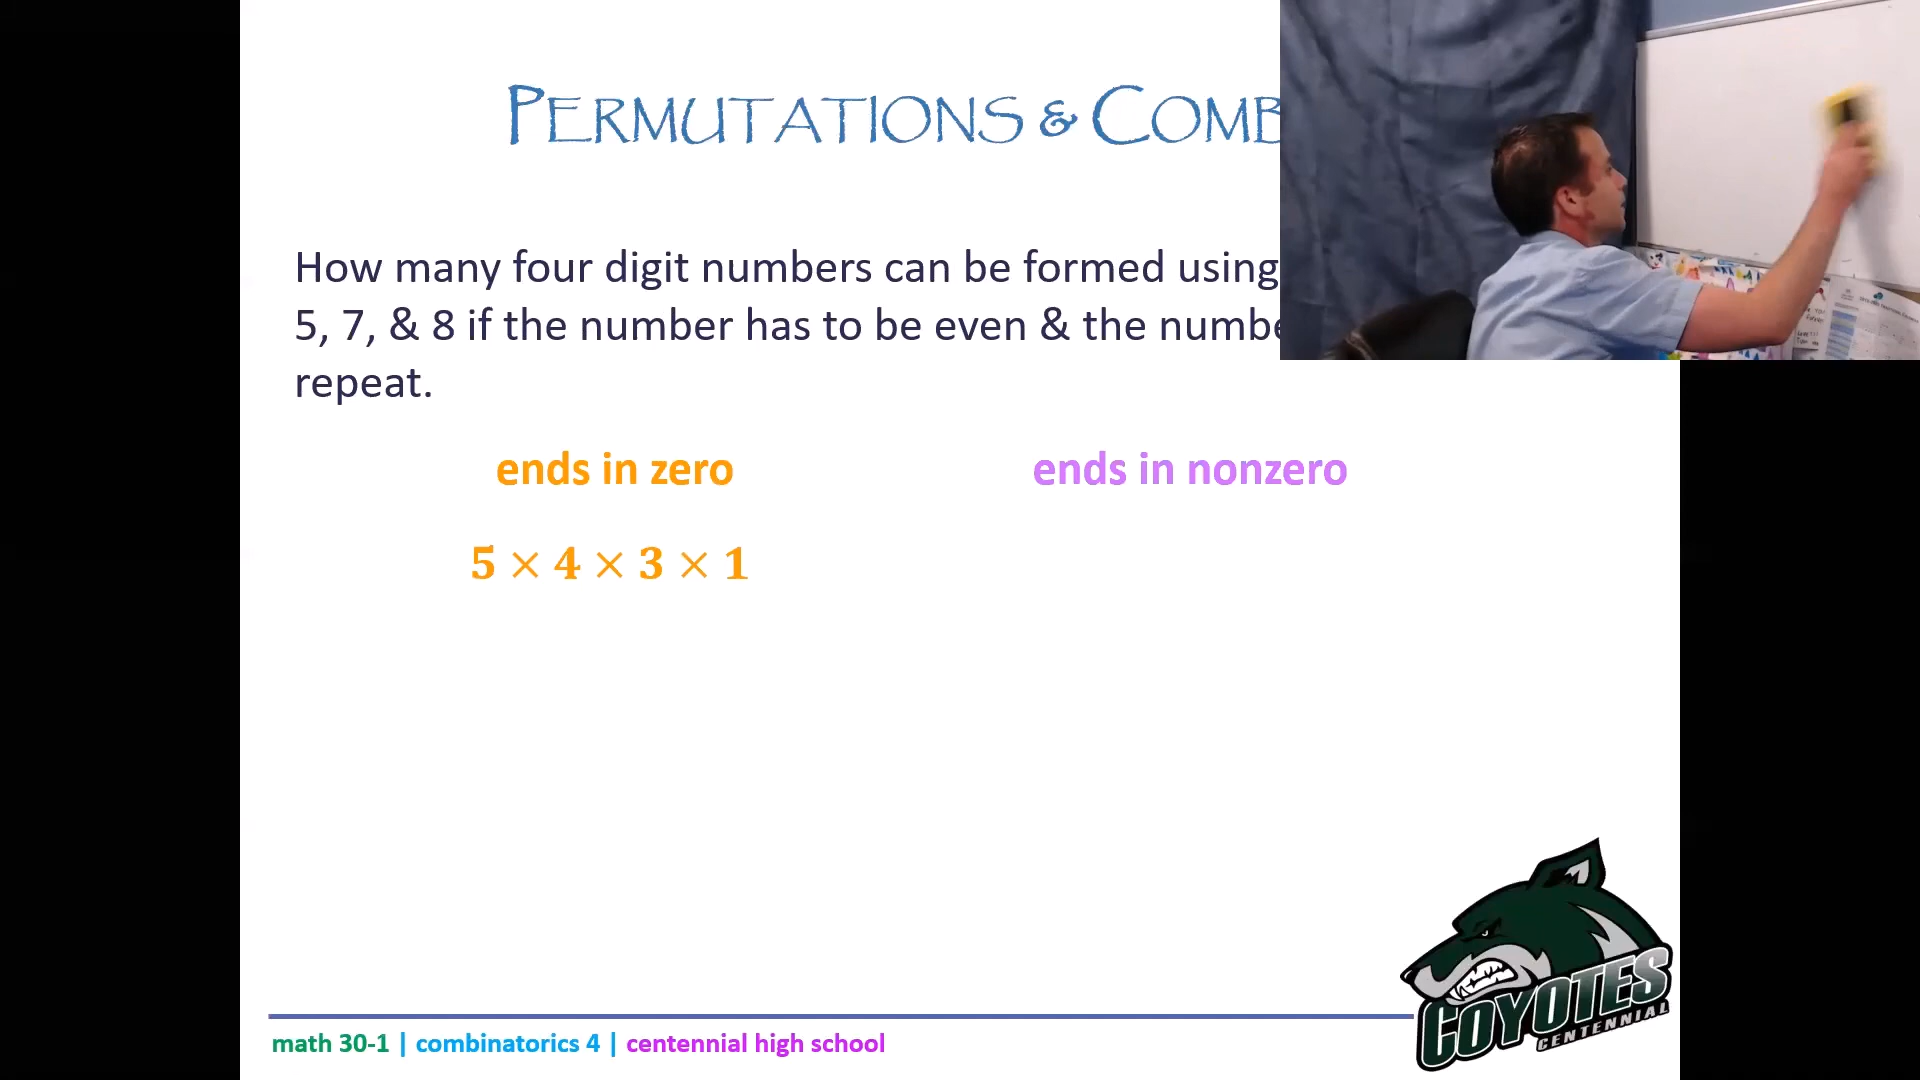 PERMUTATIONS & COMB
How many four digit numbers can be formed using
5, 7, & 8 if the number has to be even & the numbe
repeat.
ends in zero
ends in nonzero
5 × 4 × 3 × 1
COYOTES
CENTENNIAL
math 30-1 | combinatorics 4 | centennial high school